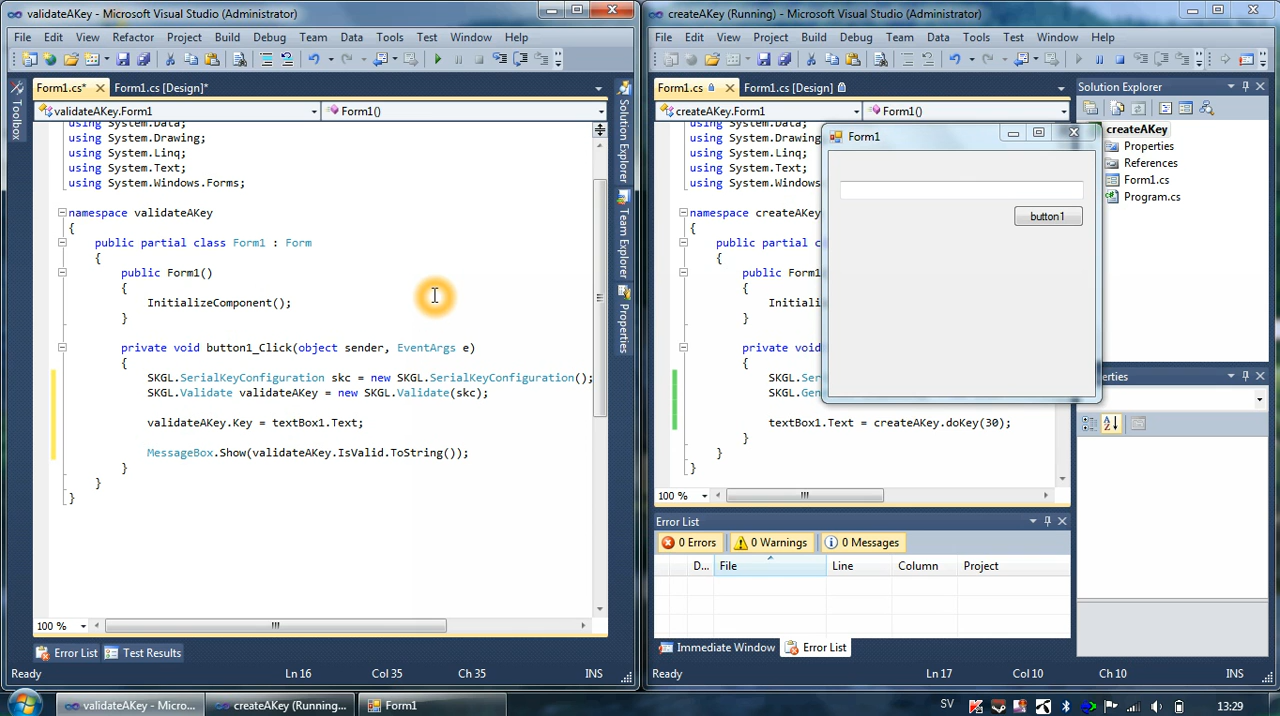 validateAKey - Microsoft Visual Studio (Administrator)
File Edit View Refactor Project Build Debug Team Data Tools Test Window Help
Form1.cs* Form1.cs [Design]*
validateAKey.Form1 Form1()
Toolbox
using System.Data;
using System.Drawing;
using System.Linq;
using System.Text;
using System.Windows.Forms;
namespace validateAKey
{
public partial class Form1 : Form
{
public Form1()
{
InitializeComponent();
}
private void button1_Click(object sender, EventArgs e)
{
SKGL.SerialKeyConfiguration skc = new SKGL.SerialKeyConfiguration();
SKGL.Validate validateAKey = new SKGL.Validate(skc);
validateAKey.Key = textBox1.Text;
MessageBox.Show(validateAKey.IsValid.ToString());
}
}
}
Solution Explorer
Team Explorer
Properties
100 %
Error List Test Results
Ready Ln 16 Col 35 Ch 35 INS
createAKey (Running) - Microsoft Visual Studio (Administrator)
File Edit View Project Build Debug Team Data Tools Test Window Help
Form1.cs Form1.cs [Design]
createAKey.Form1 Form1()
using System.Data;
using System.Drawing;
using System.Linq;
using System.Text;
using System.Windows
namespace createAKey
{
public partial c
{
public Form1
{
Initiali
}
private void
{
SKGL.Ser
SKGL.Gen
textBox1.Text = createAKey.doKey(30);
}
}
}
Form1
button1
100 %
Solution Explorer
createAKey
Properties
References
Form1.cs
Program.cs
erties
Error List
0 Errors 0 Warnings 0 Messages
D... File Line Column Project
Immediate Window Error List
Ready Ln 17 Col 10 Ch 10 INS
validateAKey - Micro... createAKey (Running... Form1 SV 13:29